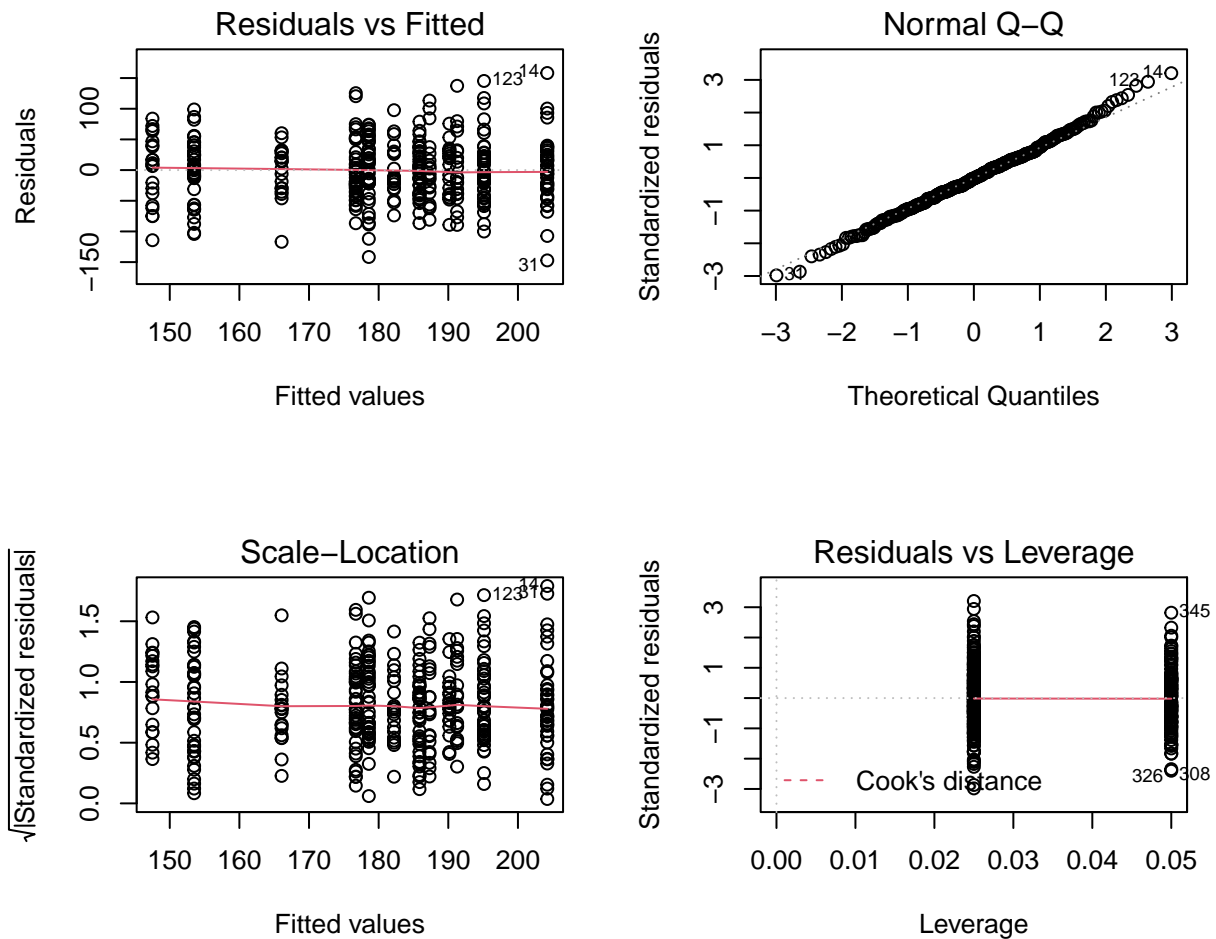 Residuals vs Fitted
Residuals
−150
0
100
150 160 170 180 190 200
Fitted values
14
123
31
Normal Q−Q
Standardized residuals
−3
−1
1
3
−3 −2 −1 0 1 2 3
Theoretical Quantiles
123
14
31
Scale−Location
√|Standardized residuals|
0.0
0.5
1.0
1.5
150 160 170 180 190 200
Fitted values
14
123
31
Residuals vs Leverage
Standardized residuals
−3
−1
1
3
0.00 0.01 0.02 0.03 0.04 0.05
Leverage
Cook's distance
345
326
308